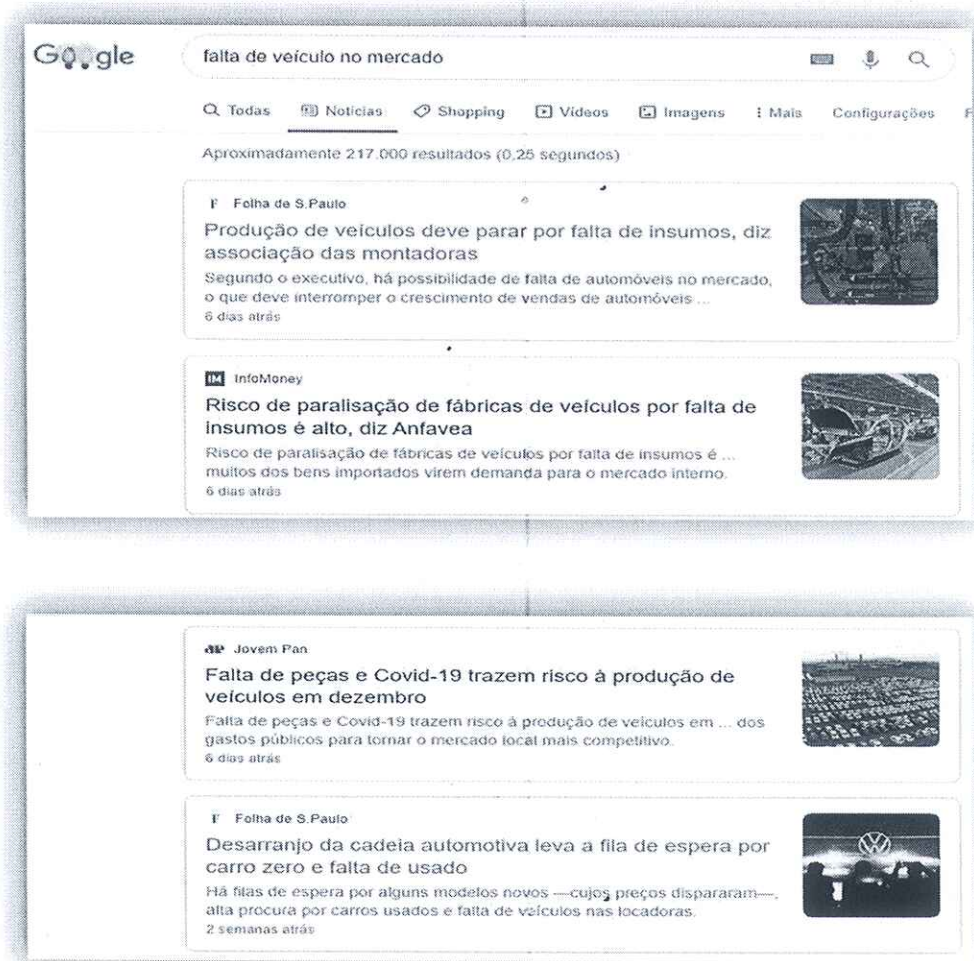 Google
falta de veículo no mercado
Todas Notícias Shopping Vídeos Imagens Mais Configurações F
Aproximadamente 217.000 resultados (0,25 segundos)
F Folha de S.Paulo
Produção de veículos deve parar por falta de insumos, diz
associação das montadoras
Segundo o executivo, há possibilidade de falta de automóveis no mercado,
o que deve interromper o crescimento de vendas de automóveis ...
6 dias atrás
IM InfoMoney
Risco de paralisação de fábricas de veículos por falta de
insumos é alto, diz Anfavea
Risco de paralisação de fábricas de veículos por falta de insumos é ...
muitos dos bens importados virem demanda para o mercado interno.
6 dias atrás
JP Jovem Pan
Falta de peças e Covid-19 trazem risco à produção de
veículos em dezembro
Falta de peças e Covid-19 trazem risco à produção de veículos em ... dos
gastos públicos para tornar o mercado local mais competitivo.
6 dias atrás
F Folha de S.Paulo
Desarranjo da cadeia automotiva leva a fila de espera por
carro zero e falta de usado
Há filas de espera por alguns modelos novos —cujos preços dispararam—,
alta procura por carros usados e falta de veículos nas locadoras.
2 semanas atrás